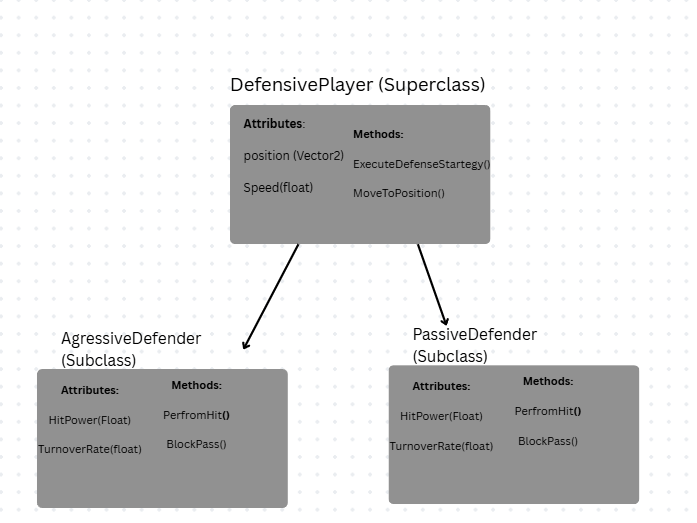 DefensivePlayer (Superclass)
Attributes:
Methods:
position (Vector2)
ExecuteDefenseStartegy()
Speed(float)
MoveToPosition()
AgressiveDefender
(Subclass)
Attributes:
Methods:
HitPower(Float)
PerfromHit()
TurnoverRate(float)
BlockPass()
PassiveDefender
(Subclass)
Attributes:
Methods:
HitPower(Float)
PerfromHit()
TurnoverRate(float)
BlockPass()